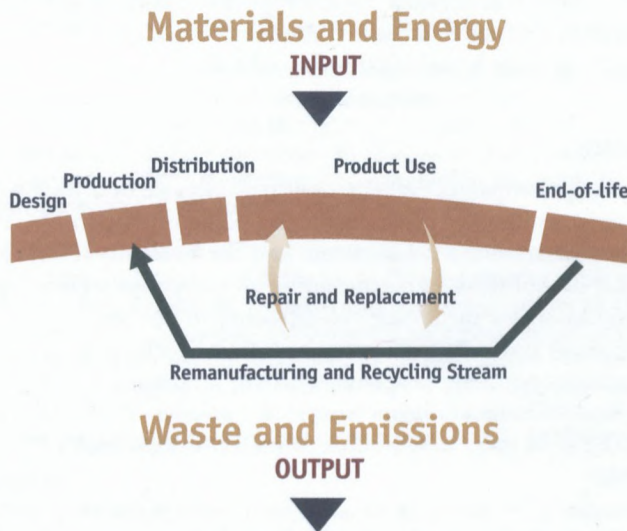 Materials and Energy
INPUT
Design
Production
Distribution
Product Use
End-of-life
Repair and Replacement
Remanufacturing and Recycling Stream
Waste and Emissions
OUTPUT